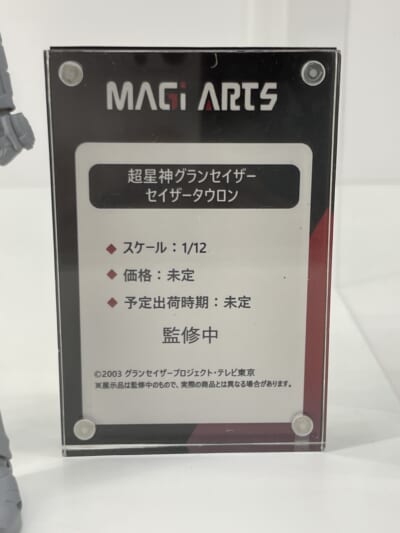 MAGi ARTS
超星神グランセイザー
セイザータウロン
◆ スケール：1/12
◆ 価格：未定
◆ 予定出荷時期：未定
監修中
©2003 グランセイザープロジェクト・テレビ東京
※展示品は監修中のもので、実際の商品とは異なる場合があります。